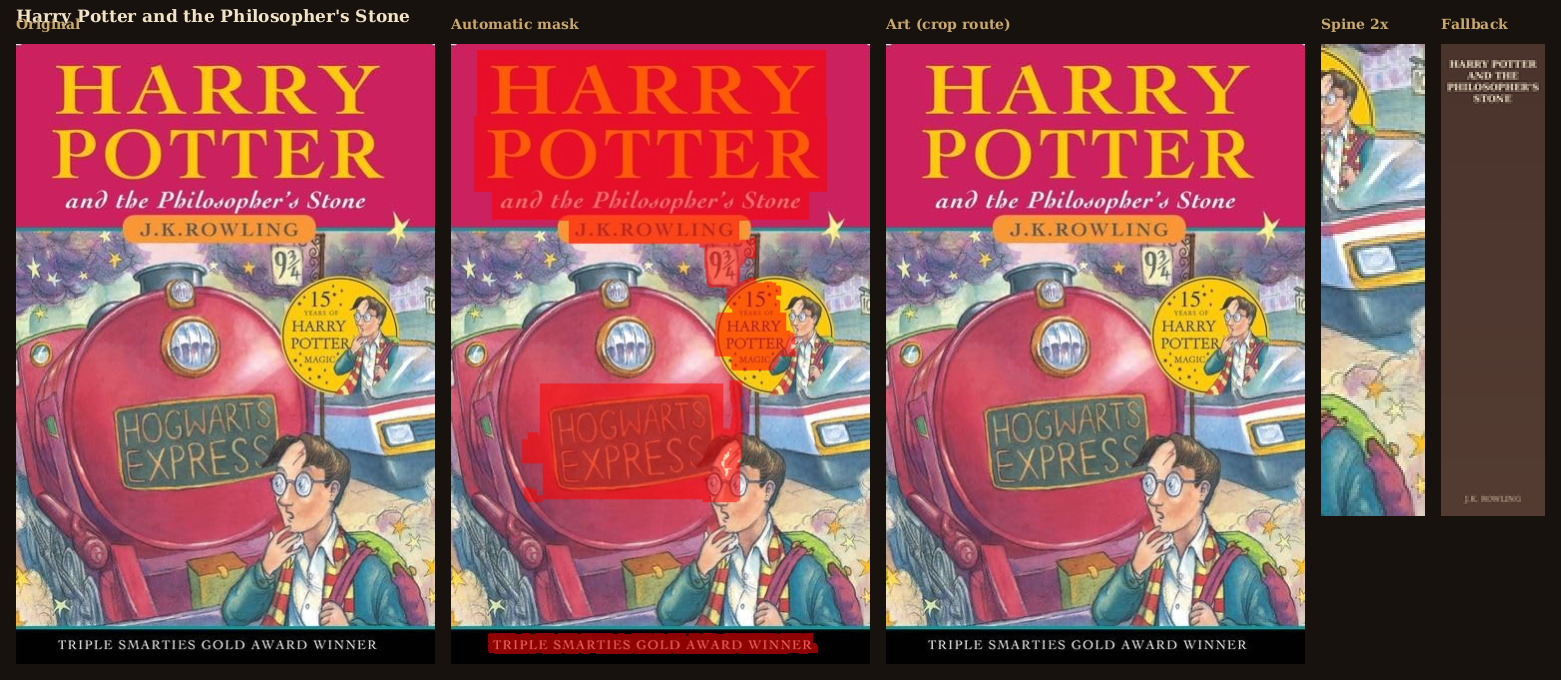 Harry Potter and the Philosopher's Stone
Original
Automatic mask
Art (crop route)
Spine 2x
Fallback
HARRY
POTTER
and the Philosopher's Stone
J.K.ROWLING
9¾
15
YEARS OF
HARRY
POTTER
MAGIC
HOGWARTS
EXPRESS
TRIPLE SMARTIES GOLD AWARD WINNER
HARRY
POTTER
and the Philosopher's Stone
J.K.ROWLING
9¾
15
YEARS OF
HARRY
POTTER
MAGIC
HOGWARTS
EXPRESS
TRIPLE SMARTIES GOLD AWARD WINNER
HARRY
POTTER
and the Philosopher's Stone
J.K.ROWLING
9¾
15
YEARS OF
HARRY
POTTER
MAGIC
HOGWARTS
EXPRESS
TRIPLE SMARTIES GOLD AWARD WINNER
HARRY POTTER
AND THE
PHILOSOPHER'S
STONE
J.K. ROWLING